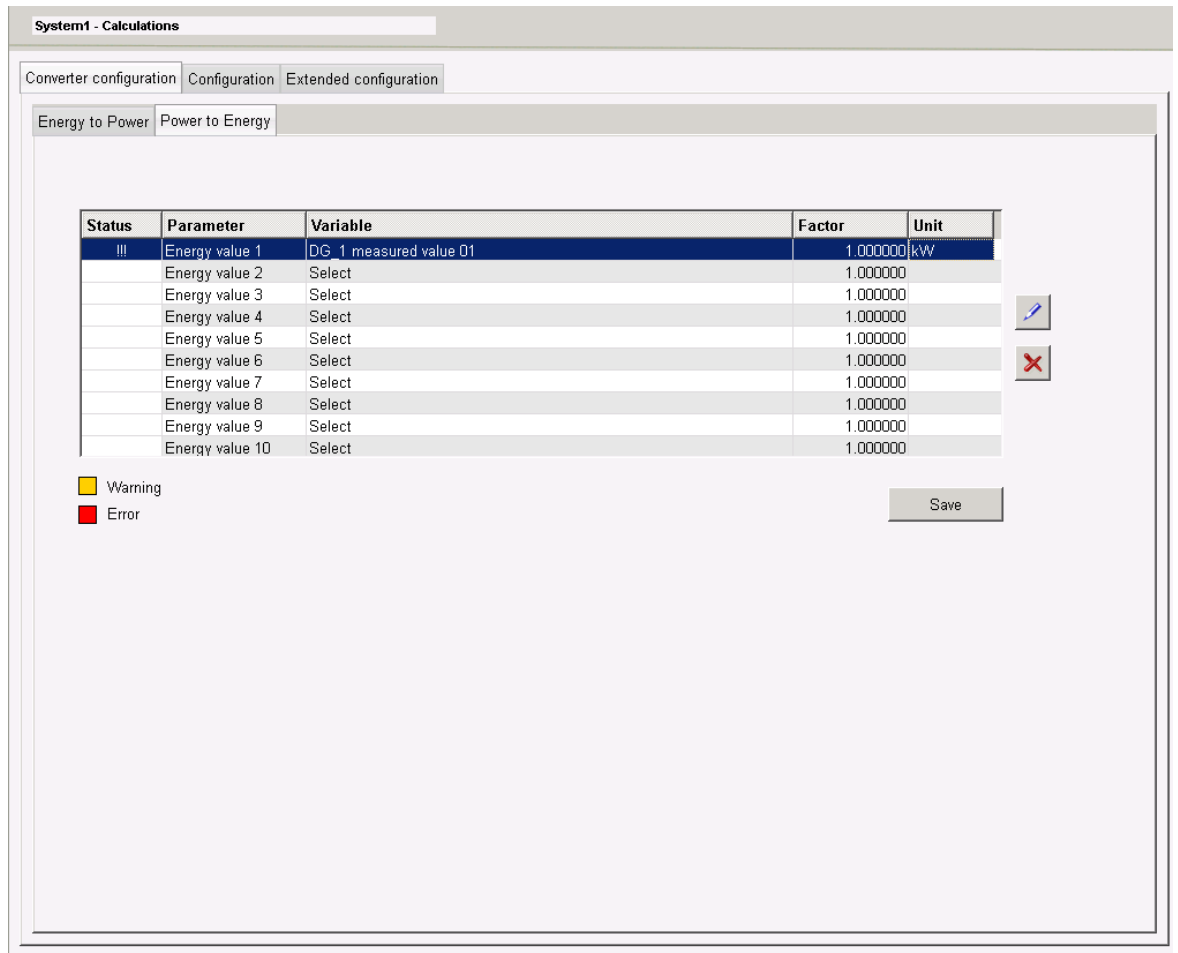 System1 - Calculations
Converter configuration Configuration Extended configuration
Energy to Power Power to Energy
Status Parameter Variable Factor Unit
!!! Energy value 1 DG_1 measured value 01 1.000000 kW
Energy value 2 Select 1.000000
Energy value 3 Select 1.000000
Energy value 4 Select 1.000000
Energy value 5 Select 1.000000
Energy value 6 Select 1.000000
Energy value 7 Select 1.000000
Energy value 8 Select 1.000000
Energy value 9 Select 1.000000
Energy value 10 Select 1.000000
Warning
Save
Error